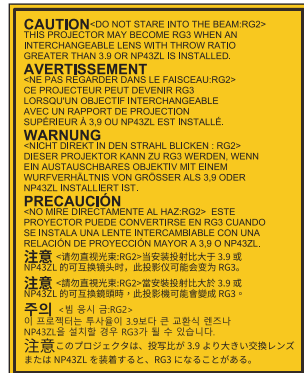 CAUTION<DO NOT STARE INTO THE BEAM:RG2>
THIS PROJECTOR MAY BECOME RG3 WHEN AN
INTERCHANGEABLE LENS WITH THROW RATIO
GREATER THAN 3.9 OR NP43ZL IS INSTALLED.
AVERTISSEMENT
<NE PAS REGARDER DANS LE FAISCEAU:RG2>
CE PROJECTEUR PEUT DEVENIR RG3
LORSQU'UN OBJECTIF INTERCHANGEABLE
AVEC UN RAPPORT DE PROJECTION
SUPÉRIEUR À 3,9 OU NP43ZL EST INSTALLÉ.
WARNUNG
<NICHT DIREKT IN DEN STRAHL BLICKEN : RG2>
DIESER PROJEKTOR KANN ZU RG3 WERDEN, WENN
EIN AUSTAUSCHBARES OBJEKTIV MIT EINEM
WURFVERHÄLTNIS VON GRÖSSER ALS 3,9 ODER
NP43ZL INSTALLIERT IST.
PRECAUCIÓN
<NO MIRE DIRECTAMENTE AL HAZ:RG2> ESTE
PROYECTOR PUEDE CONVERTIRSE EN RG3 CUANDO
SE INSTALA UNA LENTE INTERCAMBIABLE CON UNA
RELACIÓN DE PROYECCIÓN MAYOR A 3,9 O NP43ZL.
注意 <请勿直视光束:RG2>当安装投射比大于 3.9 或
NP43ZL 的可互换镜头时，此投影仪可能会变为 RG3。
注意 <請勿直視光束:RG2>當安裝投射比大於 3.9 或
NP43ZL 的可互換鏡頭時，此投影機可能會變成 RG3。
주의 <빔 응시 금:RG2>
이 프로젝터는 투사율이 3.9보다 큰 교환식 렌즈나
NP43ZL을 설치할 경우 RG3가 될 수 있습니다.
注意このプロジェクタは、投写比が 3.9 より大きい交換レンズ
または NP43ZL を装着すると、RG3 になることがある。